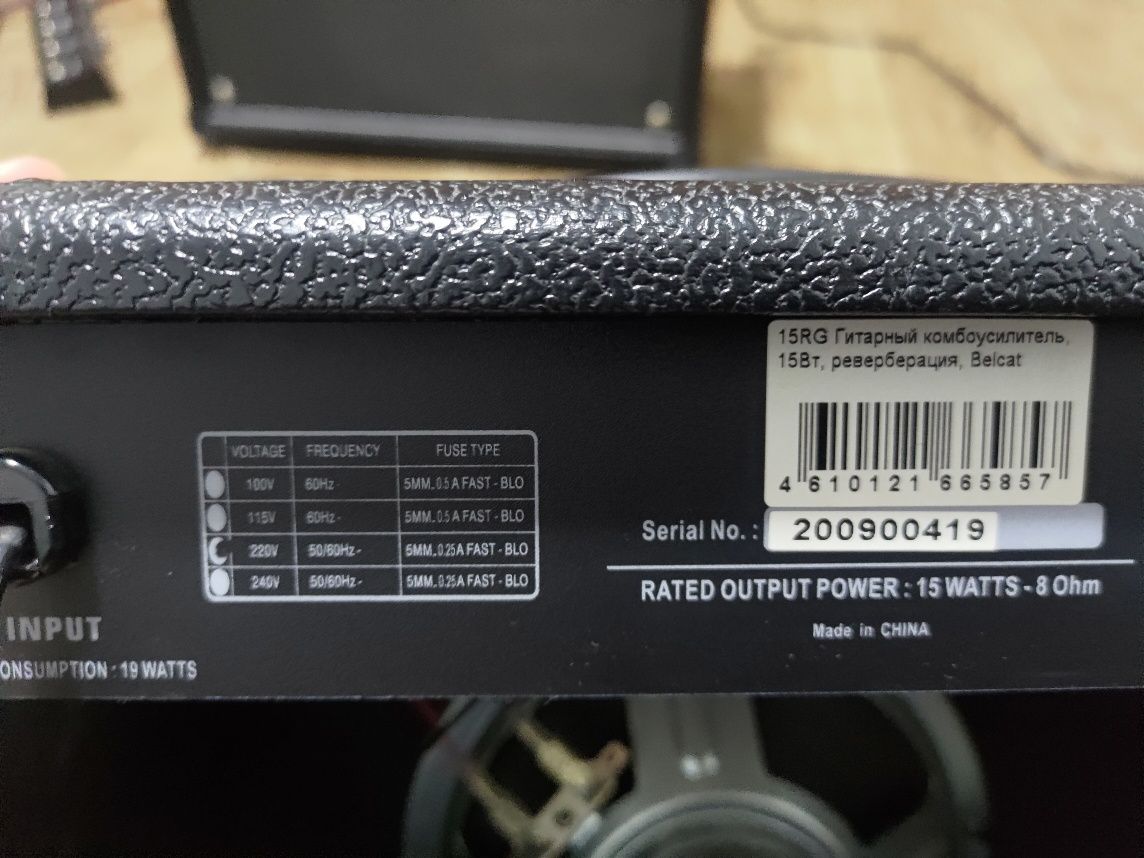 15RG Гитарный комбоусилитель,
15Вт, реверберация, Belcat
4 610121 665857
VOLTAGE FREQUENCY FUSE TYPE
100V 60Hz~ 5MM..0.5 A FAST - BLO
115V 60Hz~ 5MM..0.5 A FAST - BLO
220V 50/60Hz~ 5MM..0.25A FAST - BLO
240V 50/60Hz~ 5MM..0.25A FAST - BLO
Serial No. : 200900419
RATED OUTPUT POWER : 15 WATTS - 8 Ohm
Made in CHINA
INPUT
ONSUMPTION : 19 WATTS